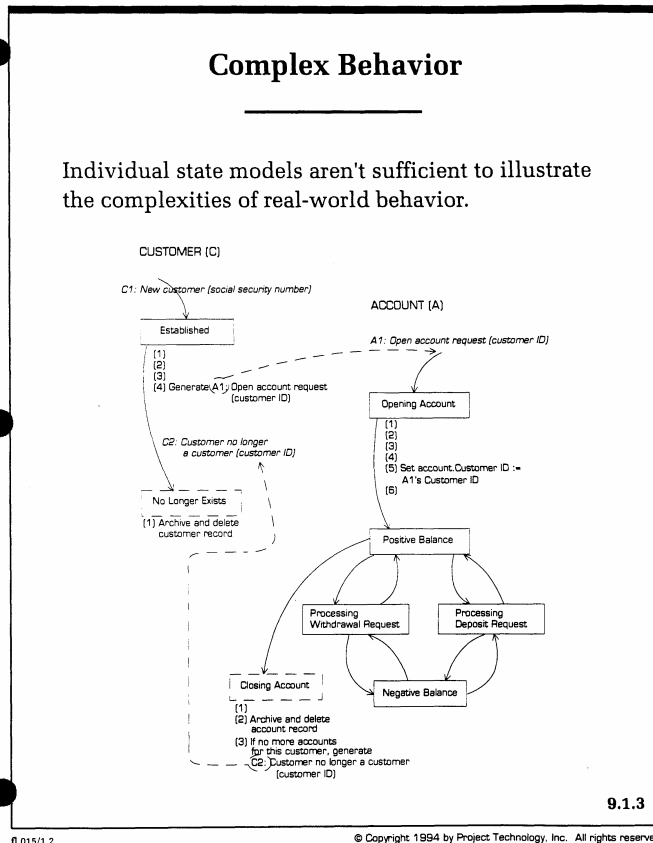 Complex Behavior
Individual state models aren't sufficient to illustrate
the complexities of real-world behavior.
CUSTOMER (C)
C1: New customer (social security number)
Established
(1)
(2)
(3)
(4) Generate A1: Open account request
(customer ID)
C2: Customer no longer
a customer (customer ID)
No Longer Exists
(1) Archive and delete
customer record
ACCOUNT (A)
A1: Open account request (customer ID)
Opening Account
(1)
(2)
(3)
(4)
(5) Set account.Customer ID :=
A1's Customer ID
(6)
Positive Balance
Processing
Withdrawal Request
Processing
Deposit Request
Negative Balance
Closing Account
(1)
(2) Archive and delete
account record
(3) If no more accounts
for this customer, generate
C2: Customer no longer a customer
(customer ID)
9.1.3
015/1.2
© Copyright 1994 by Project Technology, Inc. All rights reserve